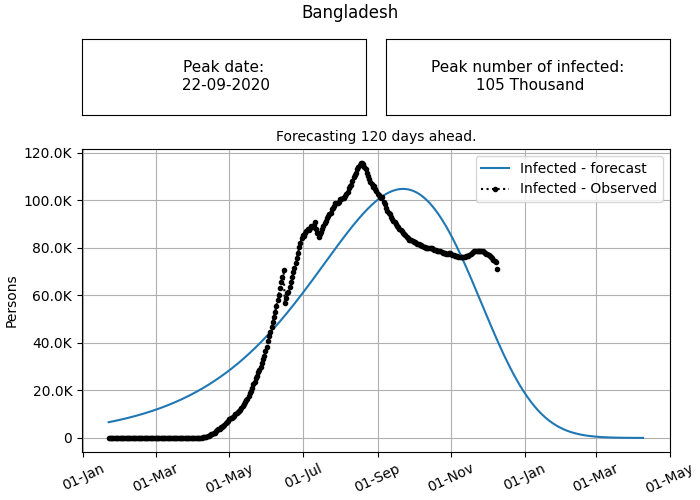 Bangladesh
Peak date:
22-09-2020
Peak number of infected:
105 Thousand
Forecasting 120 days ahead.
120.0K
100.0K
80.0K
60.0K
40.0K
20.0K
0
Persons
Infected - forecast
Infected - Observed
01-Jan
01-Mar
01-May
01-Jul
01-Sep
01-Nov
01-Jan
01-Mar
01-May